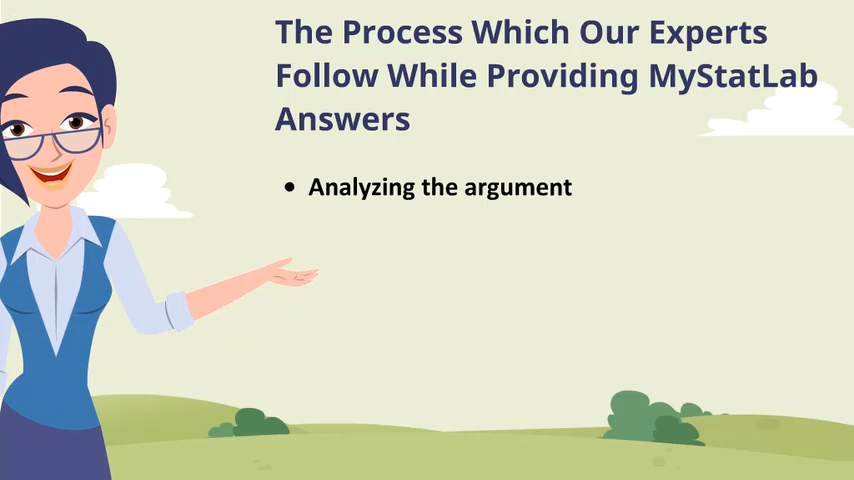 The Process Which Our Experts
Follow While Providing MyStatLab
Answers
• Analyzing the argument